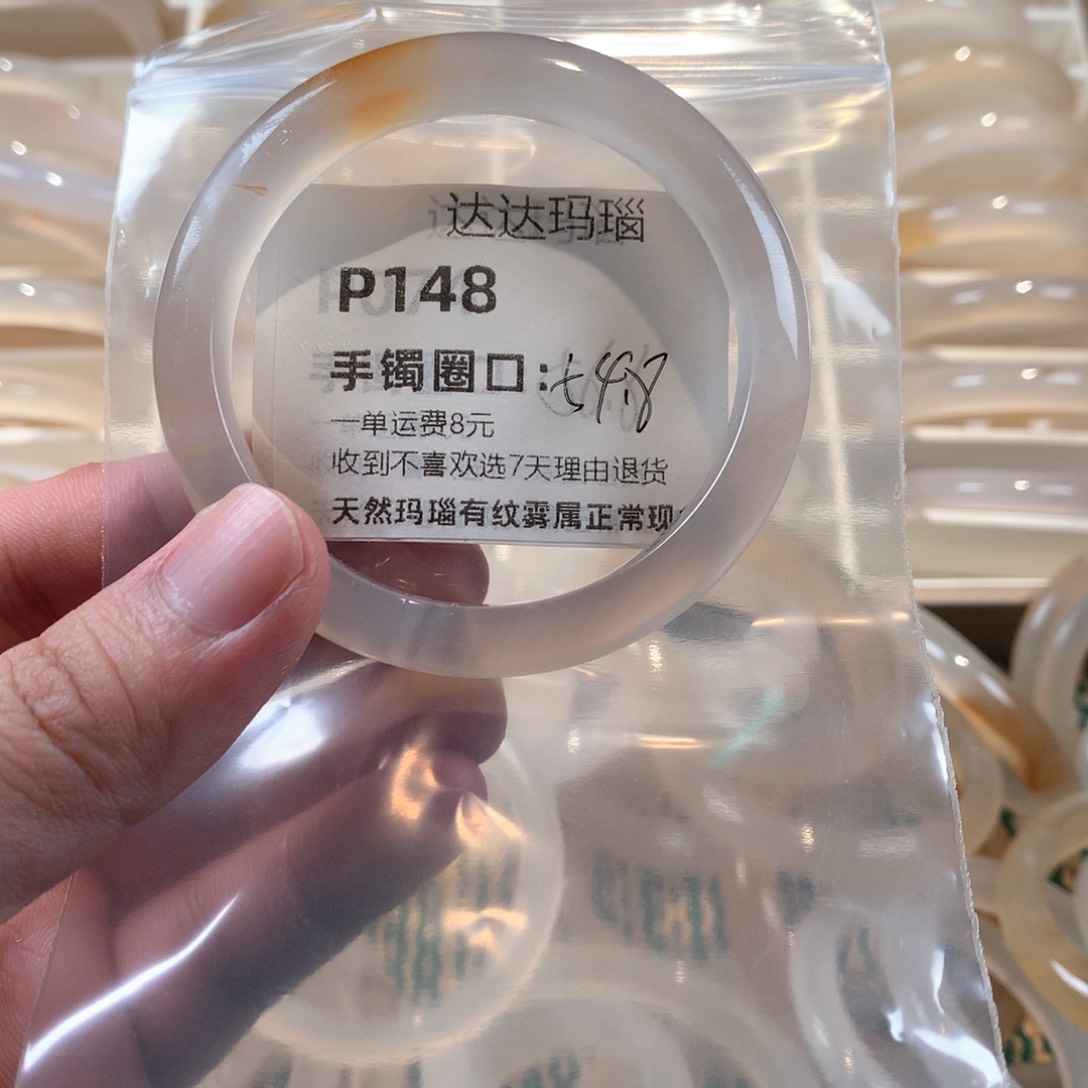 达达玛瑙
P148
手镯圈口:54.8
一单运费8元
收到不喜欢选7天理由退货
天然玛瑙有纹雾属正常现